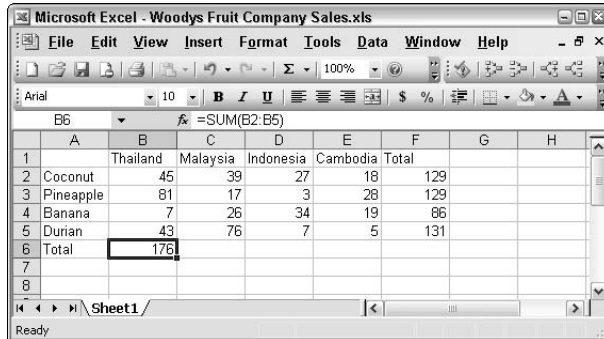 Microsoft Excel - Woodys Fruit Company Sales.xls
File Edit View Insert Format Tools Data Window Help
Σ 100%
Arial 10 B I U $ % A
B6 fx =SUM(B2:B5)
A B C D E F G H
1 Thailand Malaysia Indonesia Cambodia Total
2 Coconut 45 39 27 18 129
3 Pineapple 81 17 3 28 129
4 Banana 7 26 34 19 86
5 Durian 43 76 7 5 131
6 Total 176
7
8
Sheet1
Ready